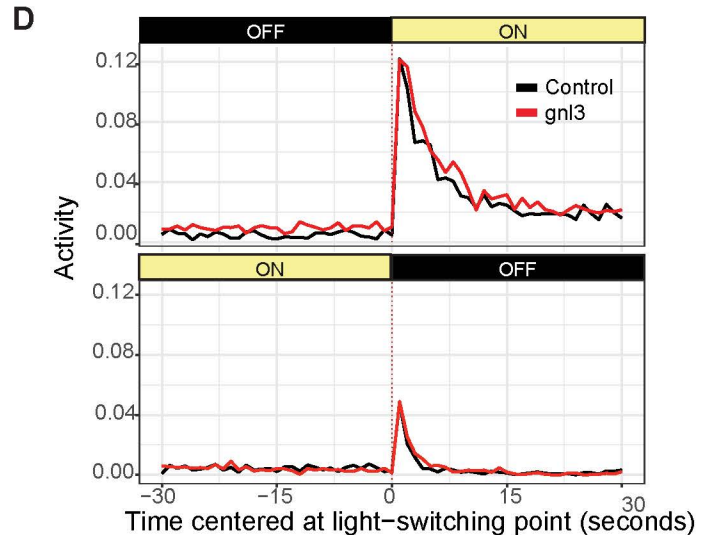 D
OFF ON
0.12
Control
gnl3
0.08
0.04
0.00
Activity
ON OFF
0.12
0.08
0.04
0.00
−30 −15 0 15 30
Time centered at light−switching point (seconds)